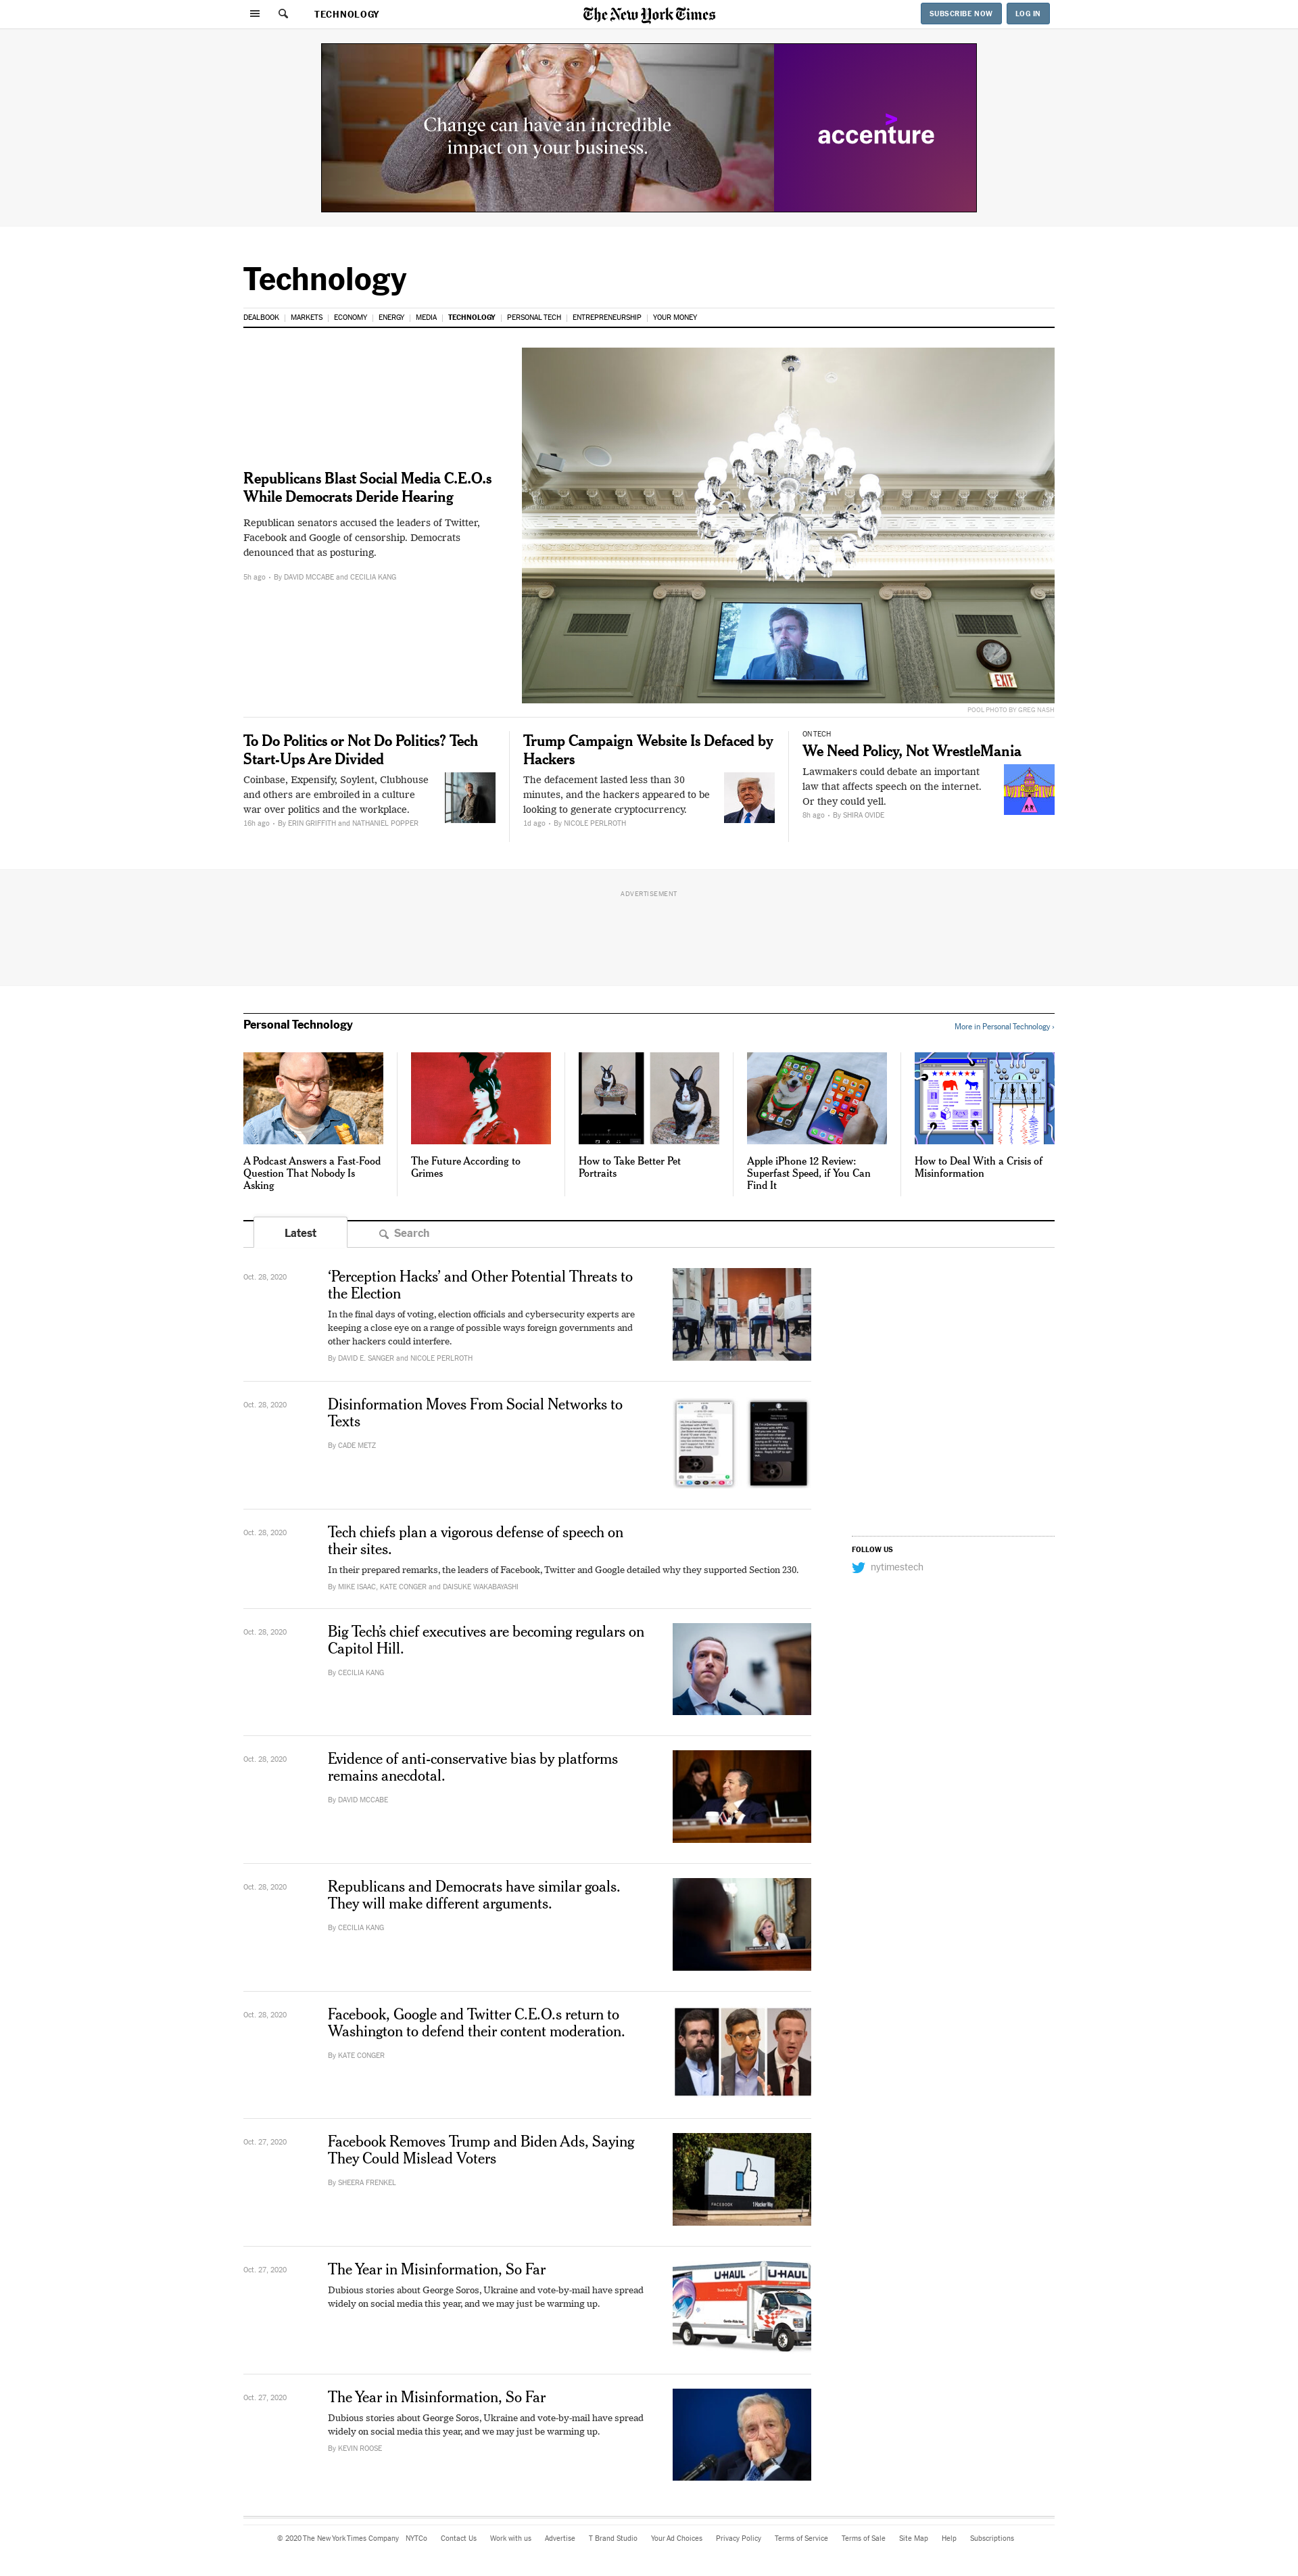 TECHNOLOGY
The New York Times
SUBSCRIBE NOW
LOG IN
Change can have an incredible
impact on your business.
accenture
Technology
DEALBOOK | MARKETS | ECONOMY | ENERGY | MEDIA | TECHNOLOGY | PERSONAL TECH | ENTREPRENEURSHIP | YOUR MONEY
Republicans Blast Social Media C.E.O.s
While Democrats Deride Hearing
Republican senators accused the leaders of Twitter,
Facebook and Google of censorship. Democrats
denounced that as posturing.
5h ago • By DAVID MCCABE and CECILIA KANG
EXIT
POOL PHOTO BY GREG NASH
To Do Politics or Not Do Politics? Tech
Start-Ups Are Divided
Coinbase, Expensify, Soylent, Clubhouse
and others are embroiled in a culture
war over politics and the workplace.
16h ago • By ERIN GRIFFITH and NATHANIEL POPPER
Trump Campaign Website Is Defaced by
Hackers
The defacement lasted less than 30
minutes, and the hackers appeared to be
looking to generate cryptocurrency.
1d ago • By NICOLE PERLROTH
ON TECH
We Need Policy, Not WrestleMania
Lawmakers could debate an important
law that affects speech on the internet.
Or they could yell.
8h ago • By SHIRA OVIDE
ADVERTISEMENT
Personal Technology
More in Personal Technology ›
A Podcast Answers a Fast-Food
Question That Nobody Is
Asking
The Future According to
Grimes
How to Take Better Pet
Portraits
Apple iPhone 12 Review:
Superfast Speed, if You Can
Find It
How to Deal With a Crisis of
Misinformation
Latest
Search
Oct. 28, 2020
‘Perception Hacks’ and Other Potential Threats to
the Election
In the final days of voting, election officials and cybersecurity experts are
keeping a close eye on a range of possible ways foreign governments and
other hackers could interfere.
By DAVID E. SANGER and NICOLE PERLROTH
Oct. 28, 2020
Disinformation Moves From Social Networks to
Texts
By CADE METZ
Oct. 28, 2020
Tech chiefs plan a vigorous defense of speech on
their sites.
In their prepared remarks, the leaders of Facebook, Twitter and Google detailed why they supported Section 230.
By MIKE ISAAC, KATE CONGER and DAISUKE WAKABAYASHI
FOLLOW US
nytimestech
Oct. 28, 2020
Big Tech’s chief executives are becoming regulars on
Capitol Hill.
By CECILIA KANG
Oct. 28, 2020
Evidence of anti-conservative bias by platforms
remains anecdotal.
By DAVID MCCABE
Oct. 28, 2020
Republicans and Democrats have similar goals.
They will make different arguments.
By CECILIA KANG
Oct. 28, 2020
Facebook, Google and Twitter C.E.O.s return to
Washington to defend their content moderation.
By KATE CONGER
Oct. 27, 2020
Facebook Removes Trump and Biden Ads, Saying
They Could Mislead Voters
By SHEERA FRENKEL
FACEBOOK
1 Hacker Way
Oct. 27, 2020
The Year in Misinformation, So Far
Dubious stories about George Soros, Ukraine and vote-by-mail have spread
widely on social media this year, and we may just be warming up.
U-HAUL
U-HAUL
Oct. 27, 2020
The Year in Misinformation, So Far
Dubious stories about George Soros, Ukraine and vote-by-mail have spread
widely on social media this year, and we may just be warming up.
By KEVIN ROOSE
© 2020 The New York Times Company NYTCo Contact Us Work with us Advertise T Brand Studio Your Ad Choices Privacy Policy Terms of Service Terms of Sale Site Map Help Subscriptions